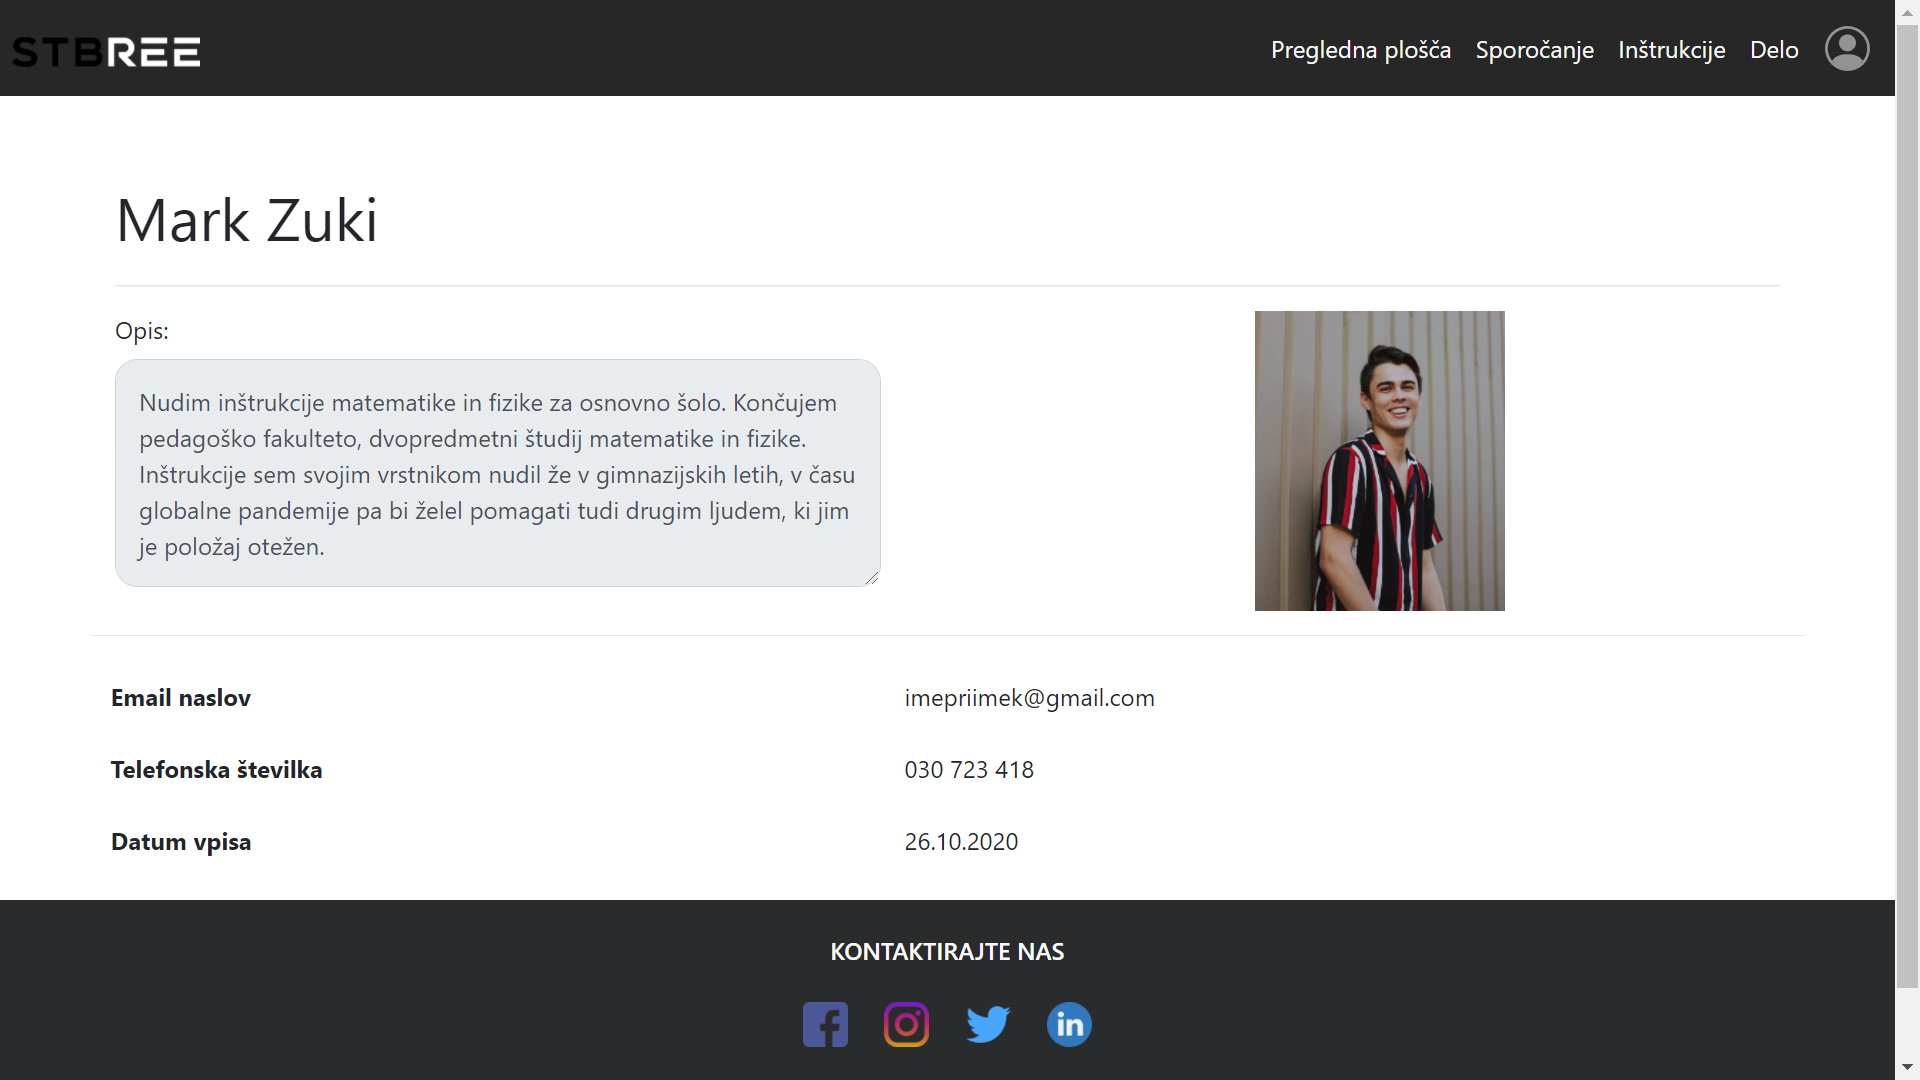 STBREE
Pregledna plošča Sporočanje Inštrukcije Delo
Mark Zuki
Opis:
Nudim inštrukcije matematike in fizike za osnovno šolo. Končujem
pedagoško fakulteto, dvopredmetni študij matematike in fizike.
Inštrukcije sem svojim vrstnikom nudil že v gimnazijskih letih, v času
globalne pandemije pa bi želel pomagati tudi drugim ljudem, ki jim
je položaj otežen.
Email naslov imepriimek@gmail.com
Telefonska številka 030 723 418
Datum vpisa 26.10.2020
KONTAKTIRAJTE NAS
in